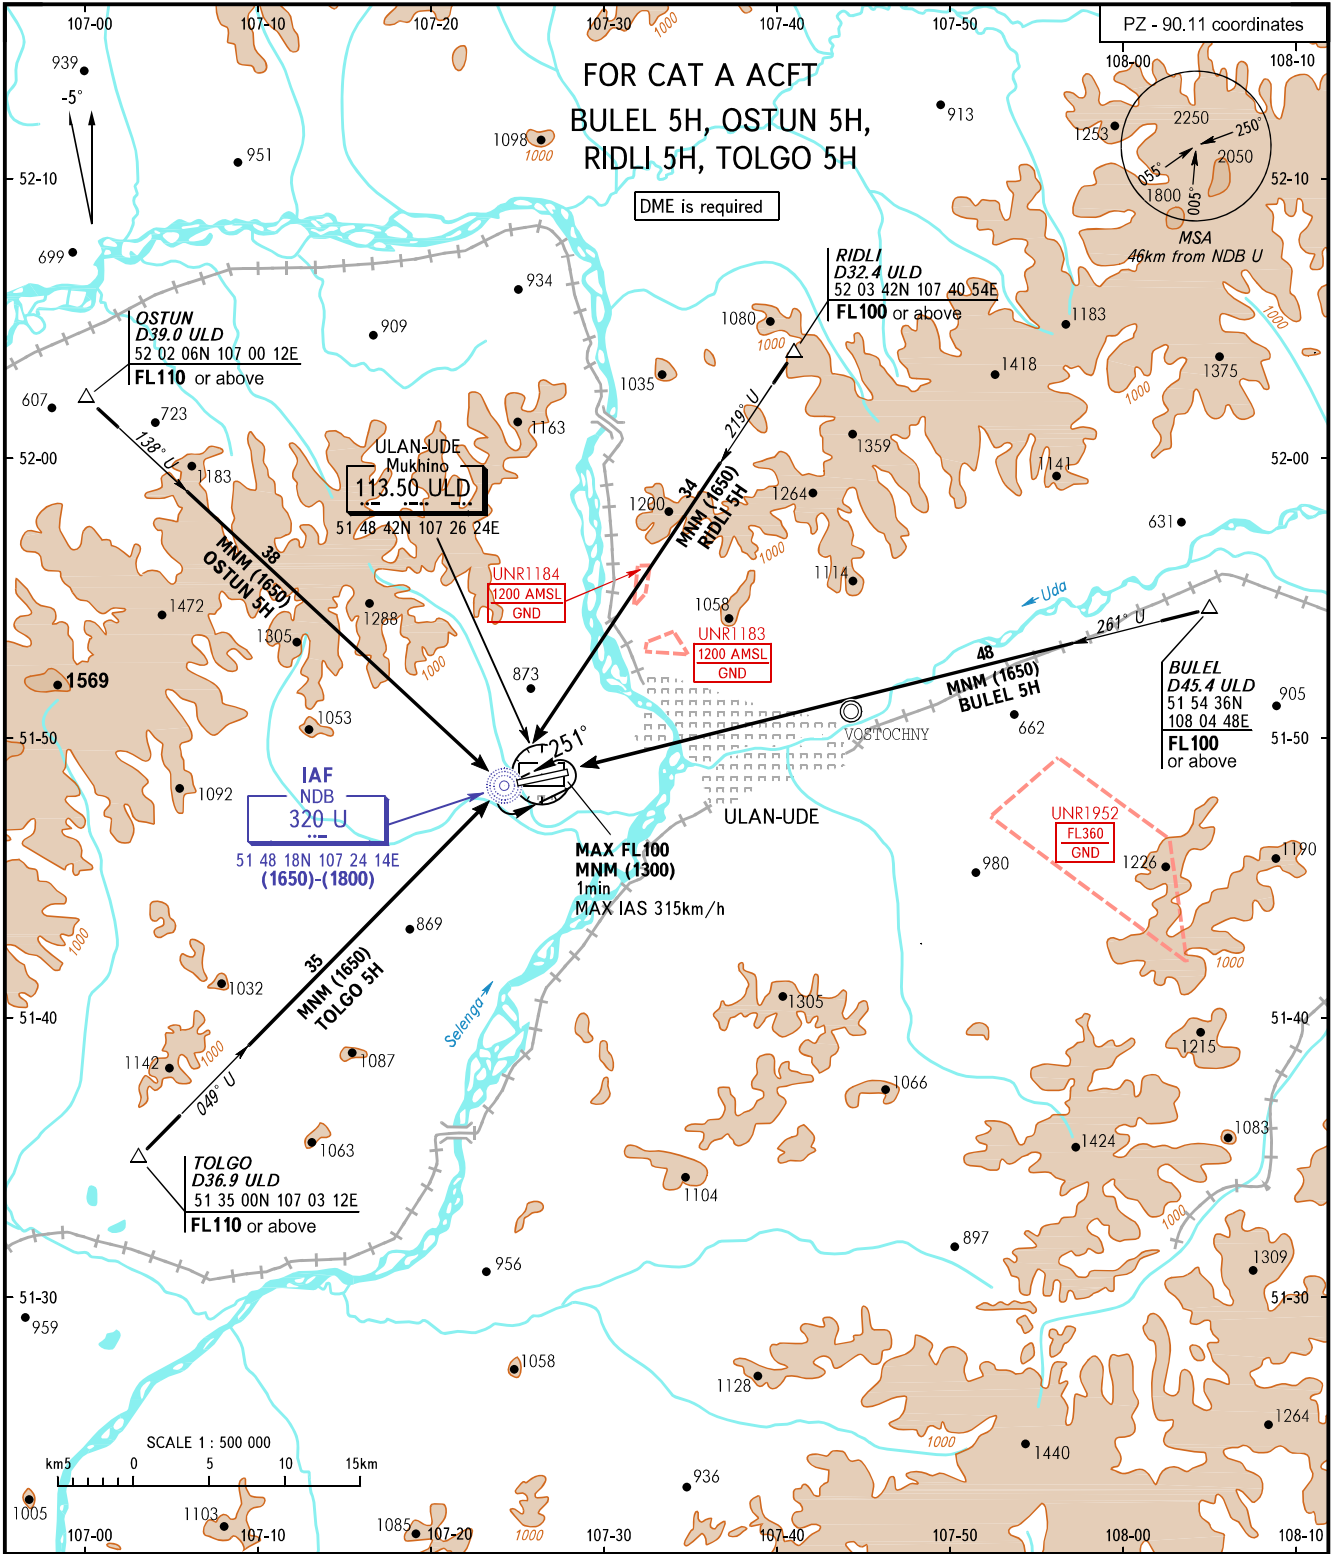 107-00
107-10
107-20
107-30
107-40
107-50
PZ - 90.11 coordinates
108-00
108-10
FOR CAT A ACFT
BULEL 5H, OSTUN 5H,
RIDLI 5H, TOLGO 5H
DME is required
939
-5°
951
1098
1000
1000
913
1253
2250
250°
2050
055°
1800
005°
MSA
46km from NDB U
52-10
52-10
699
934
909
RIDLI
D32.4 ULD
52 03 42N 107 40 54E
FL100 or above
OSTUN
D39.0 ULD
52 02 06N 107 00 12E
FL110 or above
1080
1000
1035
1183
1000
1418
1375
1000
607
723
138° U
1163
219° U
1359
52-00
52-00
1183
ULAN-UDE
Mukhino
113.50 ULD
51 48 42N 107 26 24E
1200
34
MNM (1650)
RIDLI 5H
1264
1000
1141
631
38
MNM (1650)
OSTUN 5H
UNR1184
1200 AMSL
GND
1114
Uda
1472
1288
1305
1000
1058
UNR1183
1200 AMSL
GND
261° U
48
MNM (1650)
BULEL 5H
BULEL
D45.4 ULD
51 54 36N
108 04 48E
FL100
or above
905
1569
873
1053
662
VOSTOCHNY
51-50
51-50
251°
1092
IAF
NDB
320 U
51 48 18N 107 24 14E
(1650)-(1800)
ULAN-UDE
MAX FL100
MNM (1300)
1min
MAX IAS 315km/h
UNR1952
FL360
GND
980
1226
1190
1000
869
1000
35
MNM (1650)
TOLGO 5H
1032
Selenga
1305
51-40
51-40
1215
1142
1000
1087
049° U
1066
1063
1424
1083
TOLGO
D36.9 ULD
51 35 00N 107 03 12E
FL110 or above
1104
1000
897
956
1309
51-30
51-30
959
1058
1128
1264
1000
1440
SCALE 1 : 500 000
km5
0
5
10
15km
936
1005
1103
1085
1000
107-00
107-10
107-20
107-30
107-40
107-50
108-00
108-10